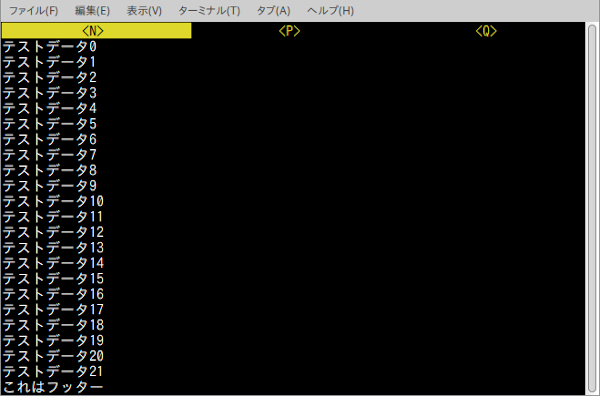 ファイル(F) 編集(E) 表示(V) ターミナル(T) タブ(A) ヘルプ(H)
<N> <P> <Q>
テストデータ0
テストデータ1
テストデータ2
テストデータ3
テストデータ4
テストデータ5
テストデータ6
テストデータ7
テストデータ8
テストデータ9
テストデータ10
テストデータ11
テストデータ12
テストデータ13
テストデータ14
テストデータ15
テストデータ16
テストデータ17
テストデータ18
テストデータ19
テストデータ20
テストデータ21
これはフッター